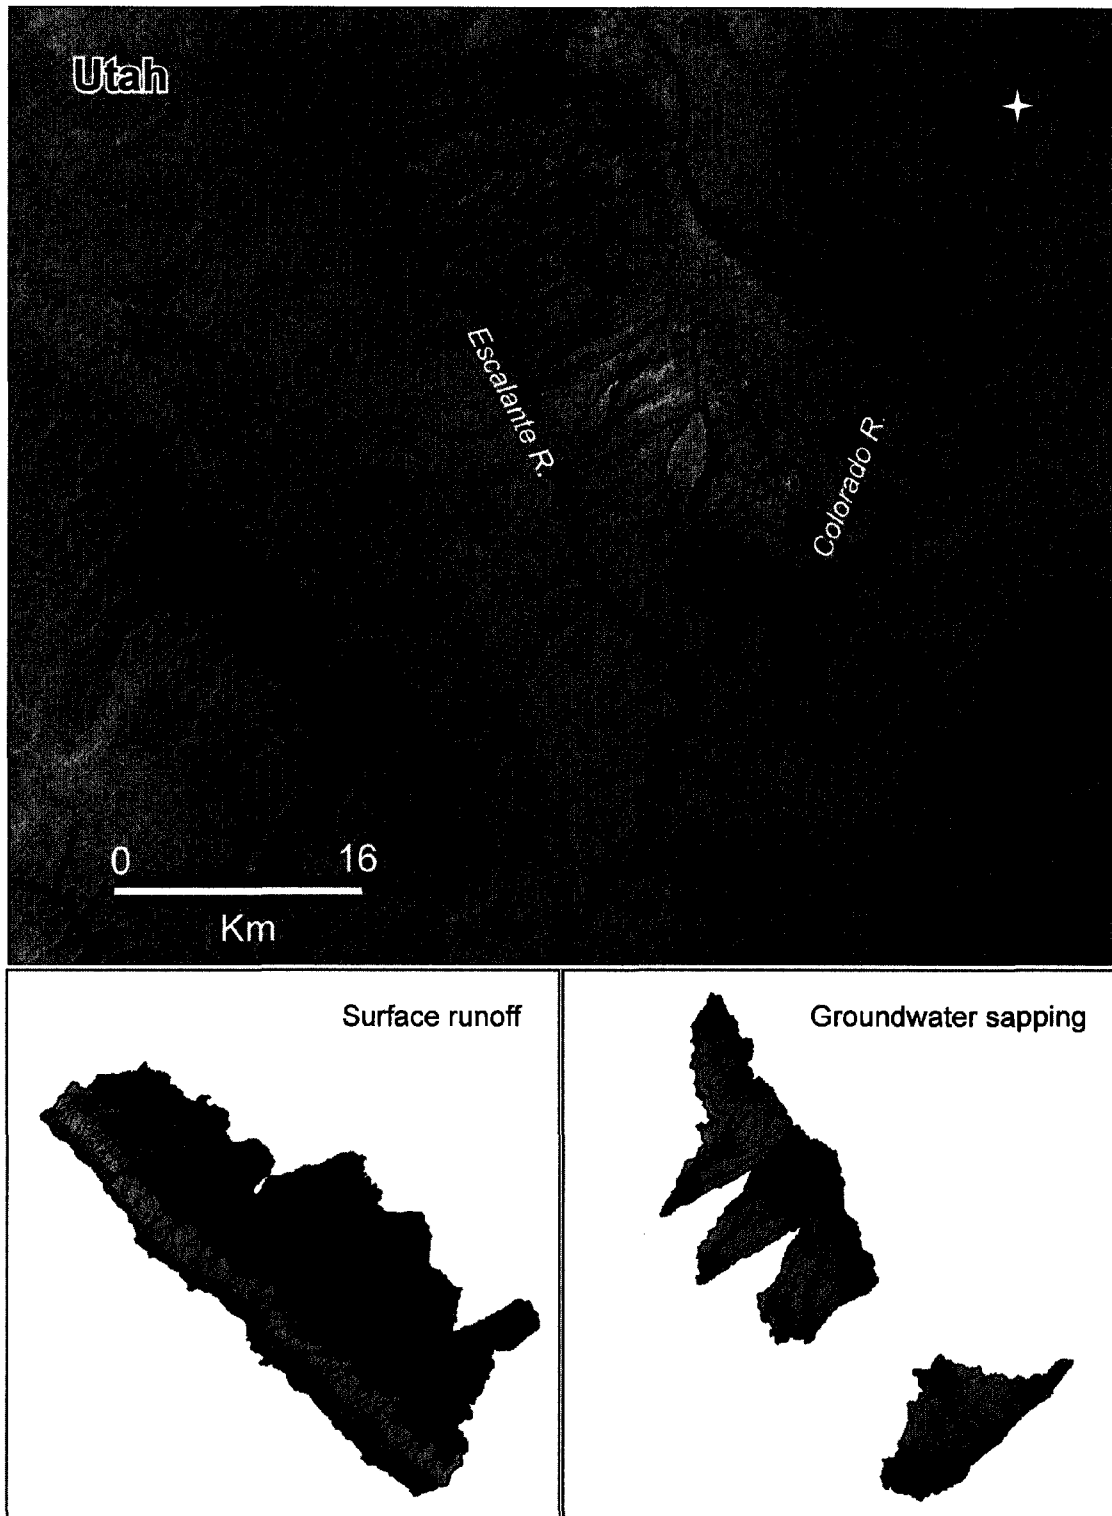 Utah
Escalante R.
Colorado R.
0 16
Km
Surface runoff
Groundwater sapping